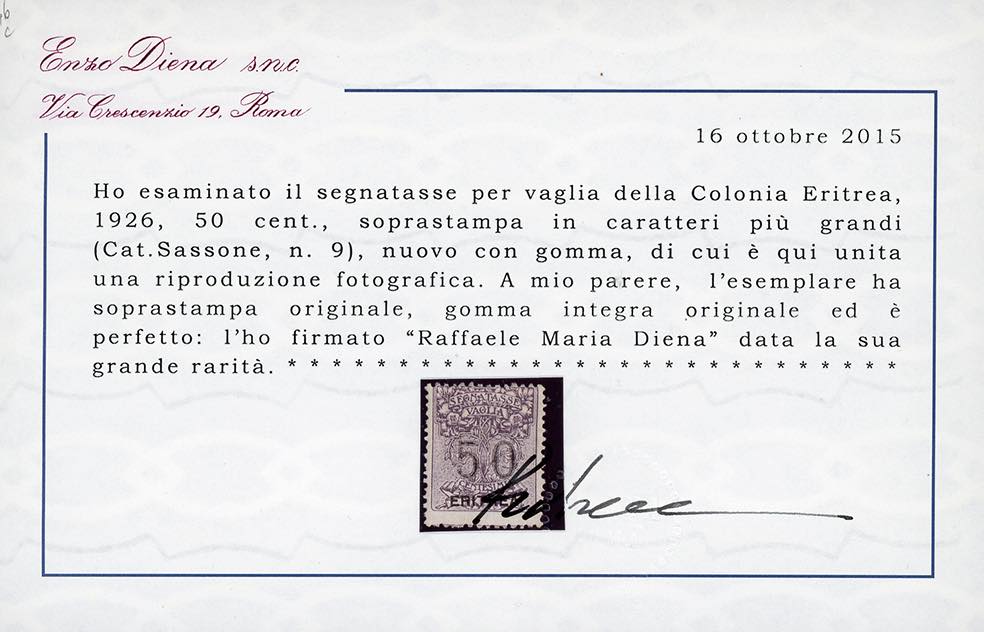 Enzo Diena s.n.c.
Via Crescenzio 19, Roma
16 ottobre 2015
Ho esaminato il segnatasse per vaglia della Colonia Eritrea,
1926, 50 cent., soprastampa in caratteri più grandi
(Cat.Sassone, n. 9), nuovo con gomma, di cui è qui unita
una riproduzione fotografica. A mio parere, l'esemplare ha
soprastampa originale, gomma integra originale ed è
perfetto: l'ho firmato “Raffaele Maria Diena” data la sua
grande rarità. * * * * * * * * * * * * * * * * * * * * * * * * * * *
SEGNATASSE
VAGLIA
50
CENTESIMI
ERITREA